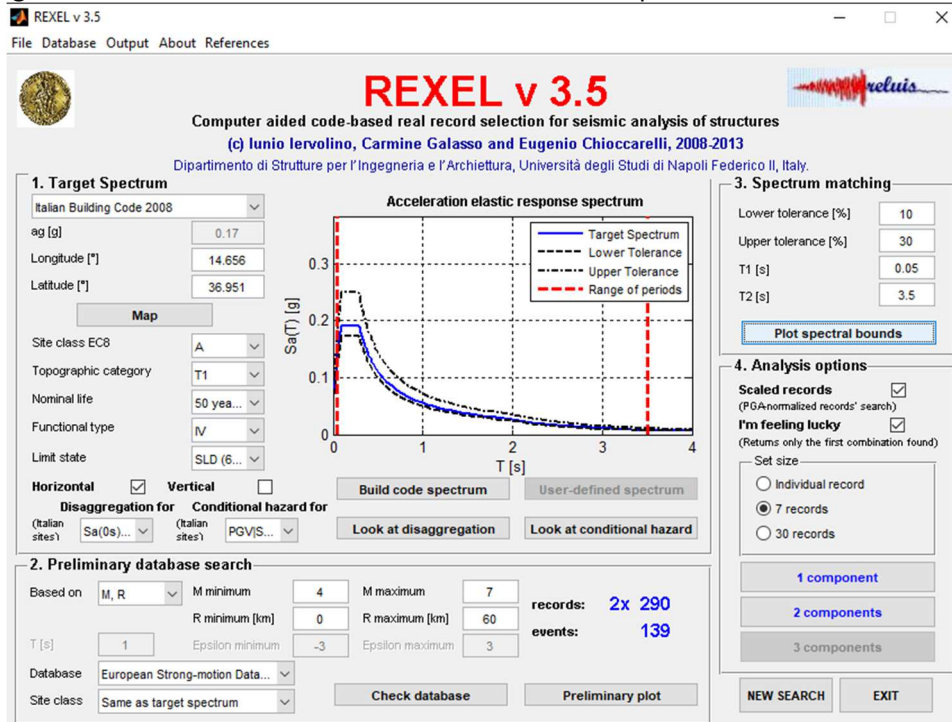 REXEL v 3.5
File Database Output About References
REXEL v 3.5
reluis
Computer aided code-based real record selection for seismic analysis of structures
(c) Iunio Iervolino, Carmine Galasso and Eugenio Chioccarelli, 2008-2013
Dipartimento di Strutture per l'Ingegneria e l'Archiettura, Università degli Studi di Napoli Federico II, Italy.
1. Target Spectrum
Italian Building Code 2008
ag [g] 0.17
Longitude [°] 14.656
Latitude [°] 36.951
Map
Site class EC8 A
Topographic category T1
Nominal life 50 yea...
Functional type IV
Limit state SLD (6...
Horizontal Vertical
Disaggregation for Conditional hazard for
(Italian sites) Sa(0s)... (Italian sites) PGV|S...
Acceleration elastic response spectrum
Target Spectrum
Lower Tolerance
Upper Tolerance
Range of periods
Sa(T) [g]
0.3
0.2
0.1
0
0 1 2 3 4
T [s]
Build code spectrum User-defined spectrum
Look at disaggregation Look at conditional hazard
2. Preliminary database search
Based on M, R M minimum 4 M maximum 7
R minimum [km] 0 R maximum [km] 60
T [s] 1 Epsilon minimum -3 Epsilon maximum 3
records: 2x 290
events: 139
Database European Strong-motion Data...
Site class Same as target spectrum
Check database Preliminary plot
3. Spectrum matching
Lower tolerance [%] 10
Upper tolerance [%] 30
T1 [s] 0.05
T2 [s] 3.5
Plot spectral bounds
4. Analysis options
Scaled records
(PGA-normalized records' search)
I'm feeling lucky
(Returns only the first combination found)
Set size
Individual record
7 records
30 records
1 component
2 components
3 components
NEW SEARCH EXIT